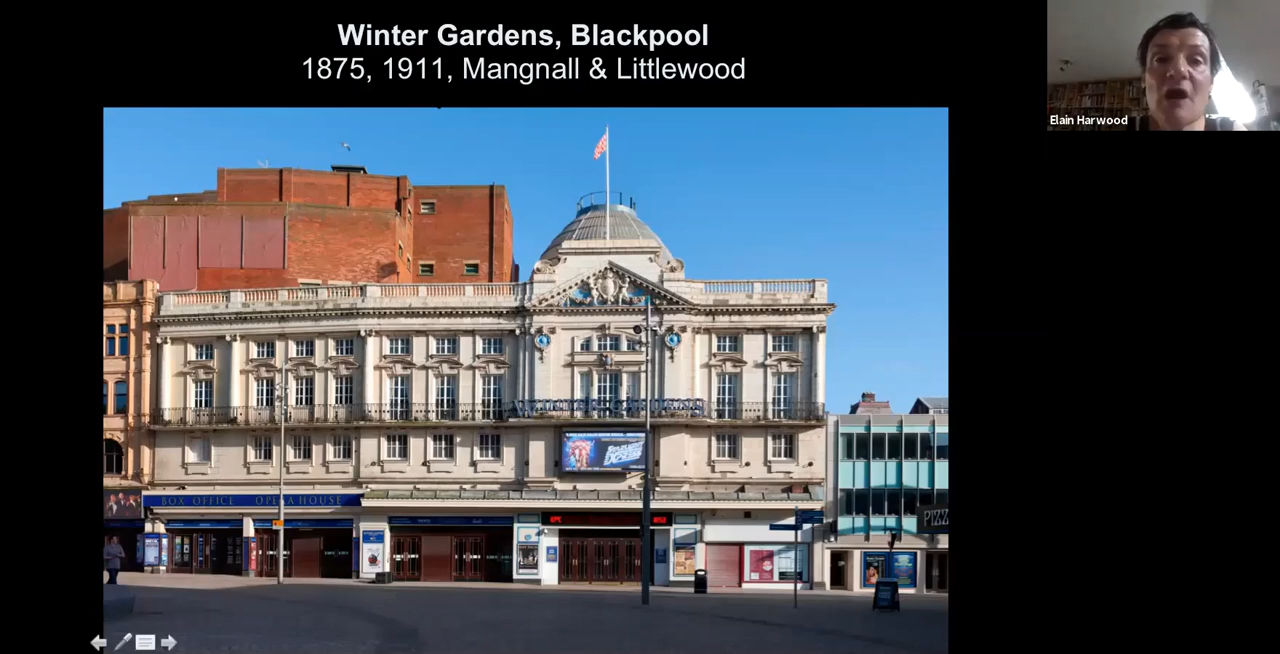 Winter Gardens, Blackpool
1875, 1911, Mangnall & Littlewood
Elain Harwood
BOX OFFICE OPERA HOUSE
PIZZ